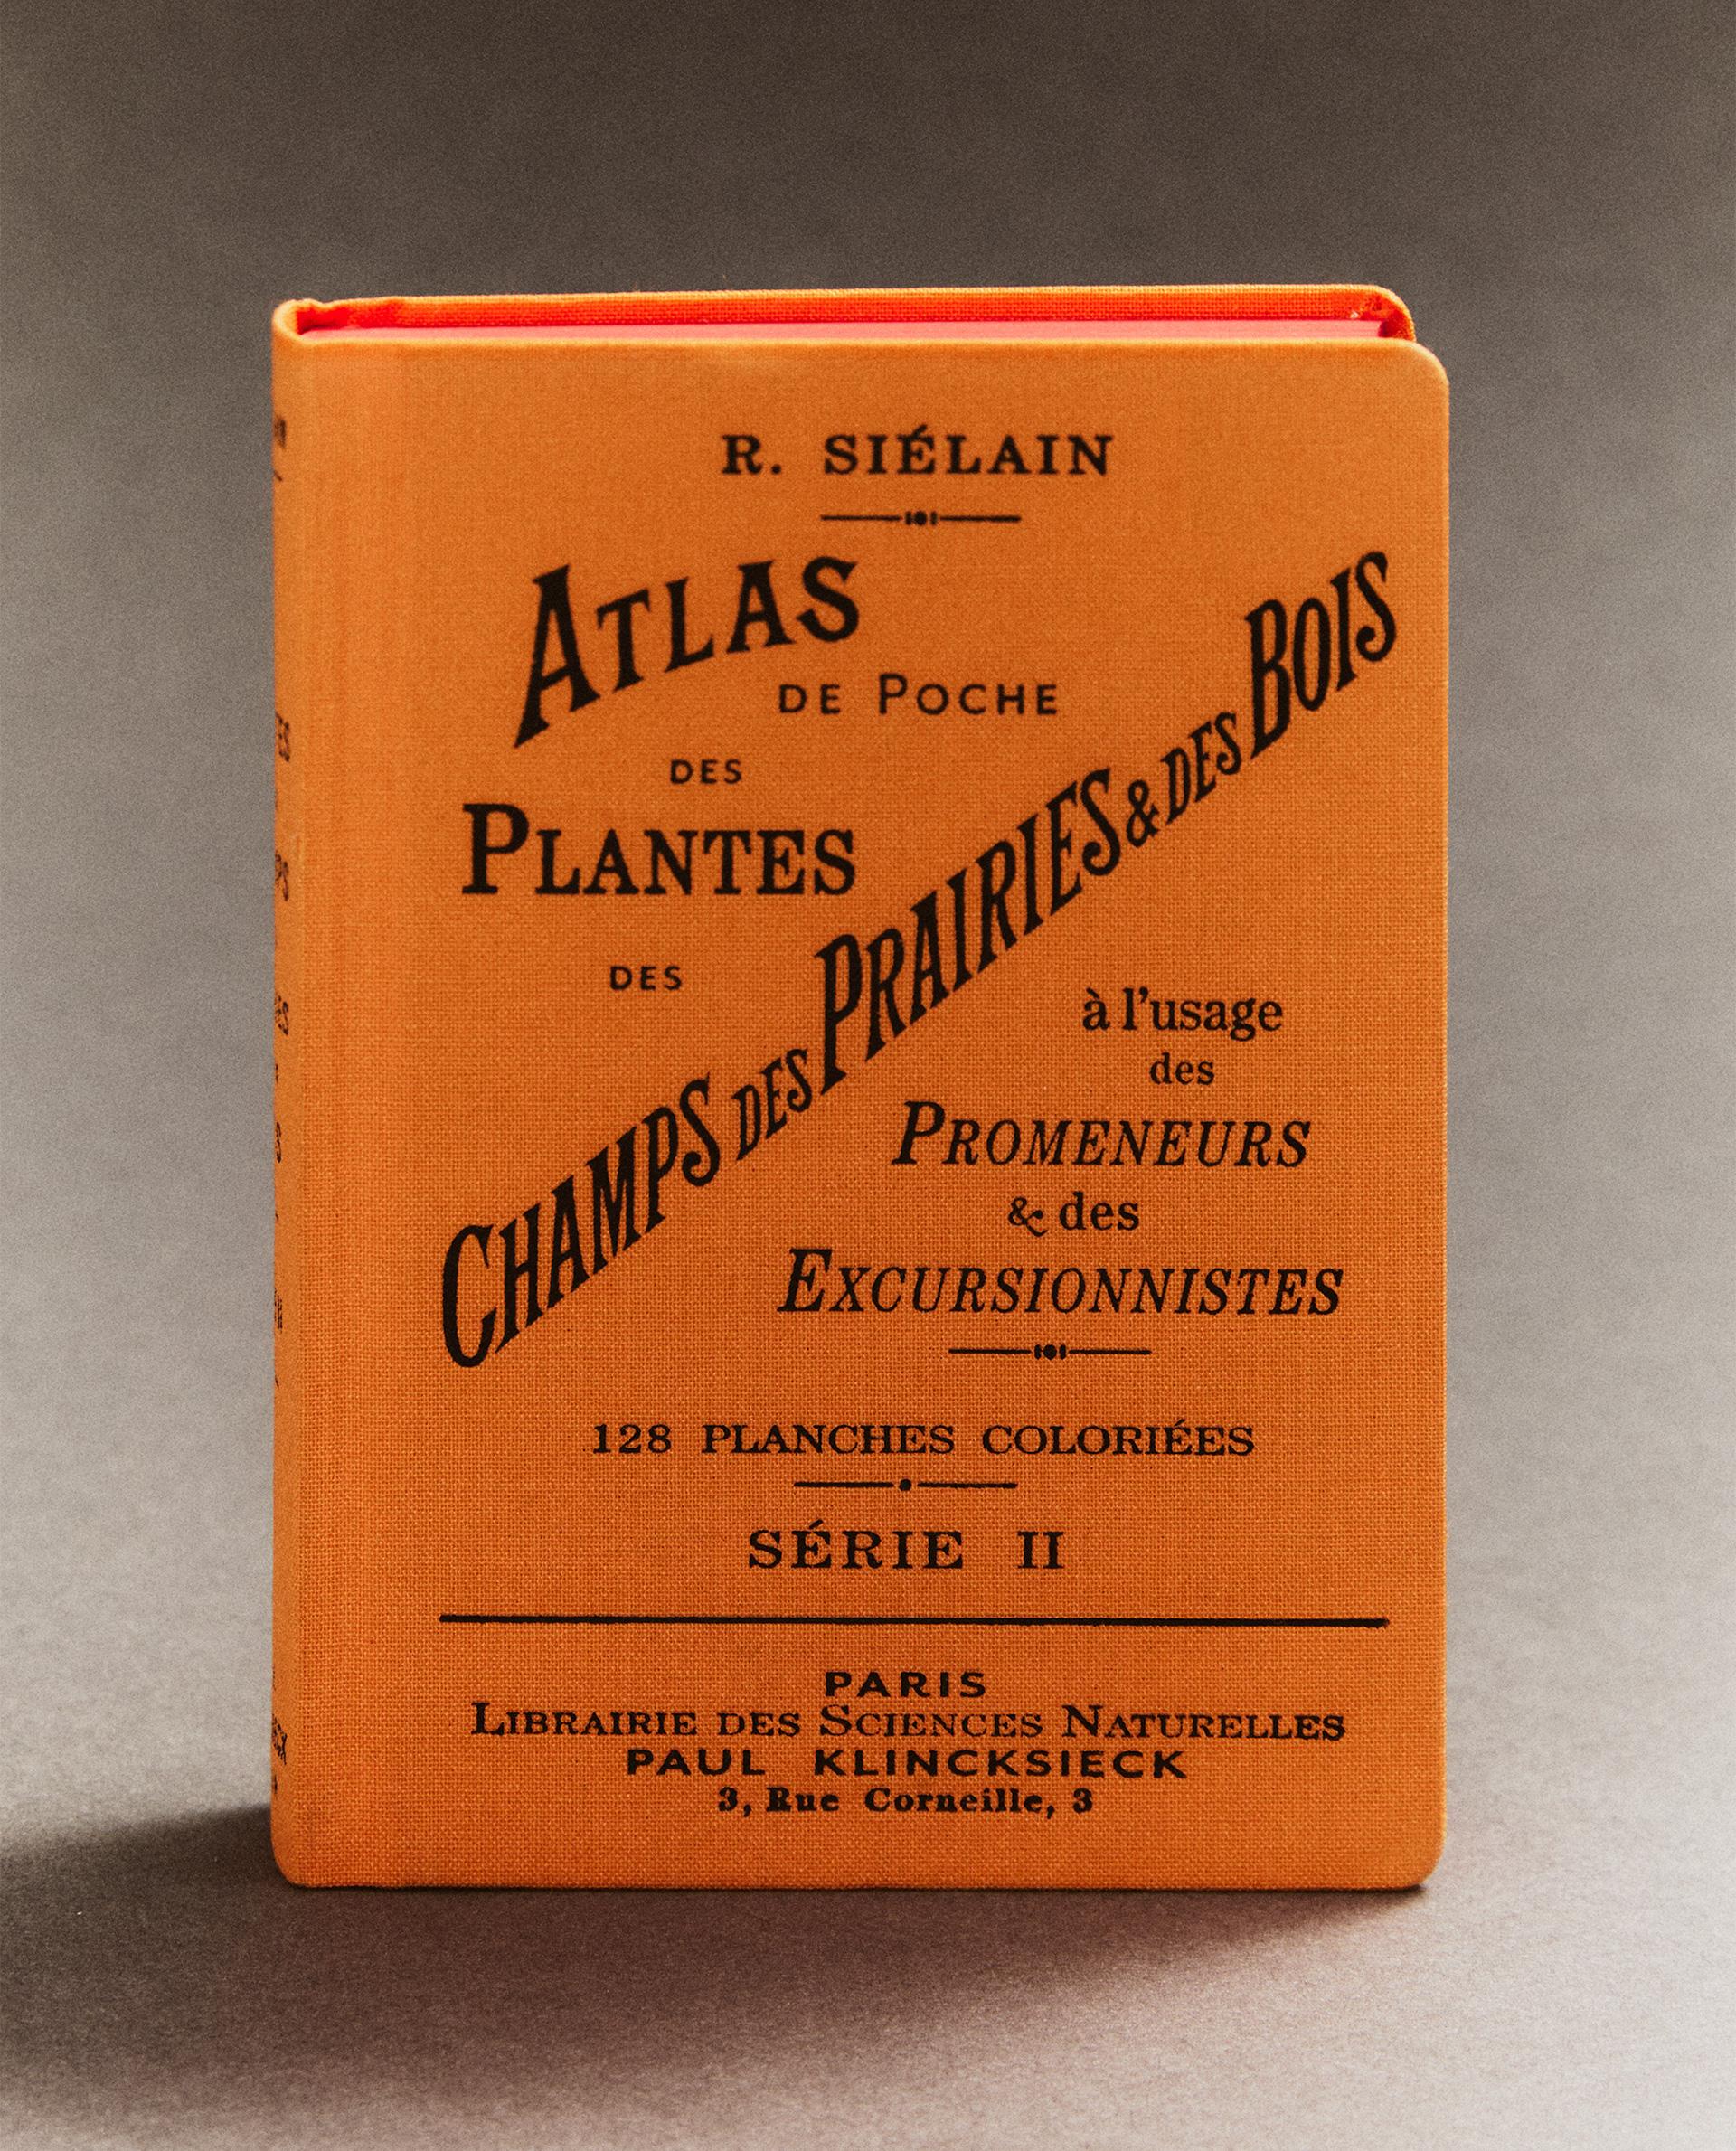 R. SIÉLAIN
ATLAS
DE POCHE
DES
PLANTES
DES
CHAMPS DES PRAIRIES & DES BOIS
à l'usage
des
PROMENEURS
& des
EXCURSIONNISTES
128 PLANCHES COLORIÉES
SÉRIE II
PARIS
LIBRAIRIE DES SCIENCES NATURELLES
PAUL KLINCKSIECK
3, Rue Corneille, 3